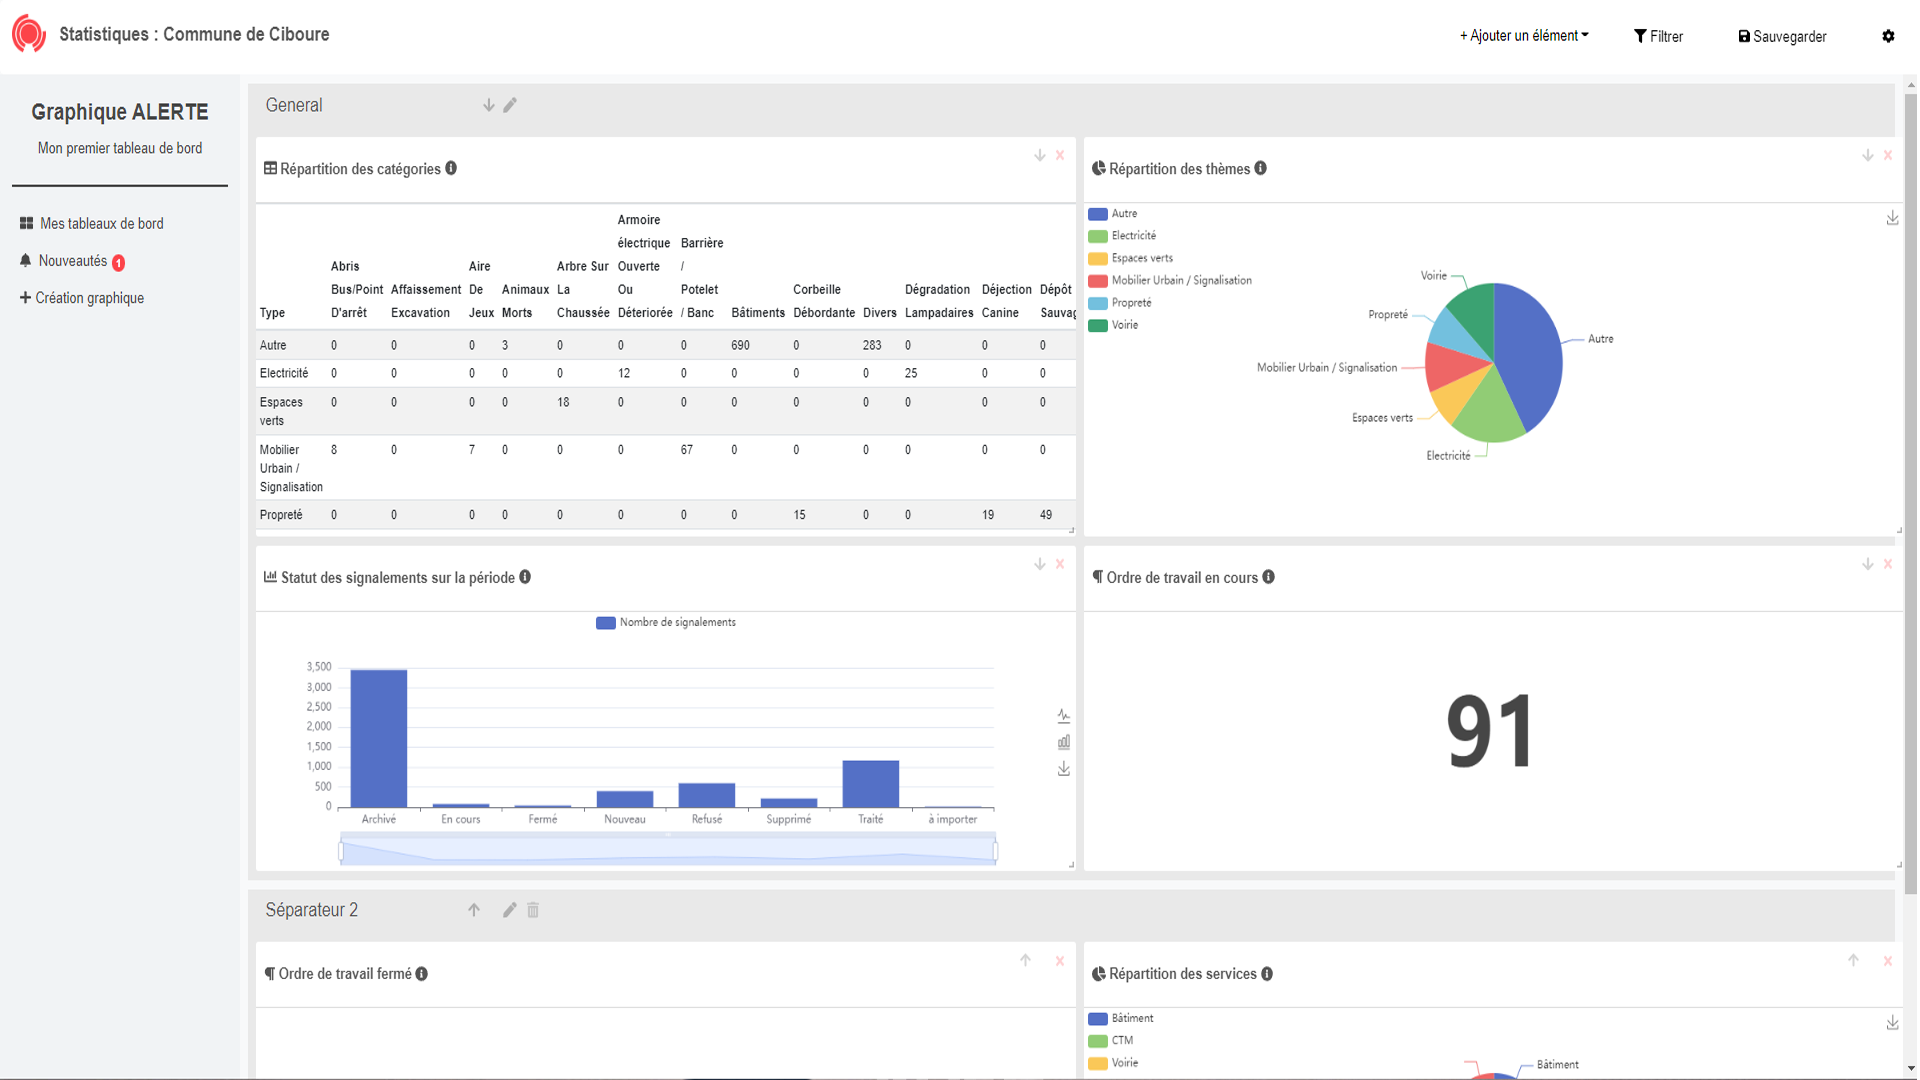 Statistiques : Commune de Ciboure
+ Ajouter un élément
Filtrer
Sauvegarder
Graphique ALERTE
Mon premier tableau de bord
Mes tableaux de bord
Nouveautés 1
+ Création graphique
General
Répartition des catégories
Type
Abris Bus/Point D'arrêt
Affaissement Excavation
Aire De Jeux
Animaux Morts
Arbre Sur La Chaussée
Armoire électrique Ouverte Ou Déteriorée
Barrière / Potelet / Banc
Bâtiments
Corbeille Débordante
Divers
Dégradation Lampadaires
Déjection Canine
Dépôt
Autre 0 0 0 3 0 0 0 690 0 283 0 0 0
Electricité 0 0 0 0 0 12 0 0 0 0 25 0 0
Espaces verts 0 0 0 0 18 0 0 0 0 0 0 0 0
Mobilier Urbain / Signalisation 8 0 7 0 0 0 67 0 0 0 0 0 0
Propreté 0 0 0 0 0 0 0 0 15 0 0 19 49
Répartition des thèmes
Autre
Electricité
Espaces verts
Mobilier Urbain / Signalisation
Propreté
Voirie
Voirie
Propreté
Autre
Mobilier Urbain / Signalisation
Espaces verts
Electricité
Statut des signalements sur la période
Nombre de signalements
3,500
3,000
2,500
2,000
1,500
1,000
500
0
Archivé En cours Fermé Nouveau Refusé Supprimé Traité à importer
Ordre de travail en cours
91
Séparateur 2
Ordre de travail fermé
Répartition des services
Bâtiment
CTM
Voirie
Bâtiment